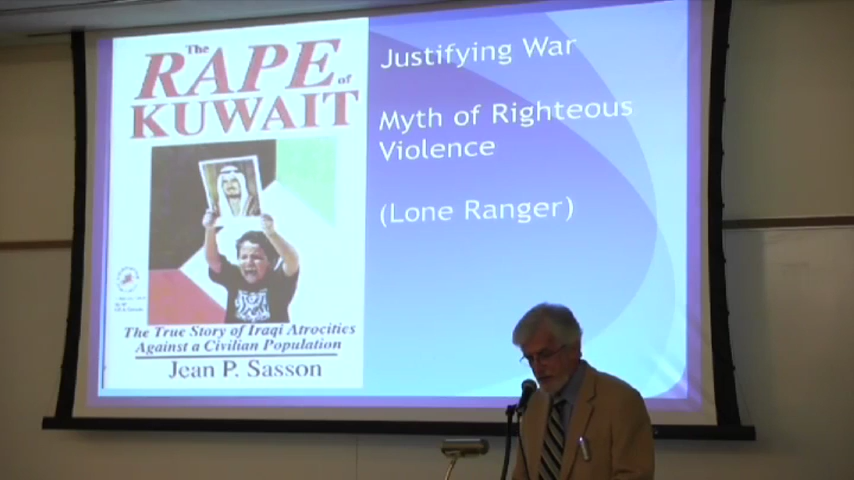 The
RAPE of
KUWAIT
The True Story of Iraqi Atrocities
Against a Civilian Population
Jean P. Sasson
Justifying War
Myth of Righteous
Violence
(Lone Ranger)